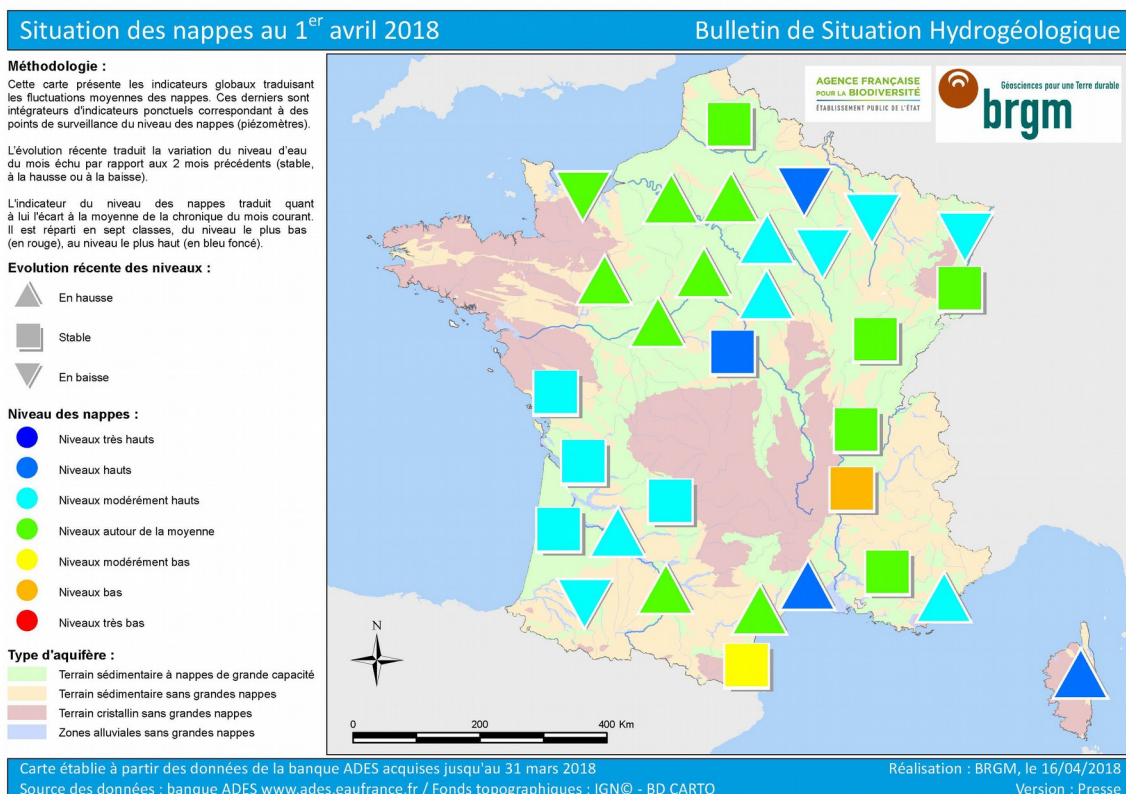 Situation des nappes au 1er avril 2018
Bulletin de Situation Hydrogéologique
Méthodologie :
Cette carte présente les indicateurs globaux traduisant
les fluctuations moyennes des nappes. Ces derniers sont
intégrateurs d'indicateurs ponctuels correspondant à des
points de surveillance du niveau des nappes (piézomètres).
L'évolution récente traduit la variation du niveau d'eau
du mois échu par rapport aux 2 mois précédents (stable,
à la hausse ou à la baisse).
L'indicateur du niveau des nappes traduit quant
à lui l'écart à la moyenne de la chronique du mois courant.
Il est réparti en sept classes, du niveau le plus bas
(en rouge), au niveau le plus haut (en bleu foncé).
Evolution récente des niveaux :
En hausse
Stable
En baisse
Niveau des nappes :
Niveaux très hauts
Niveaux hauts
Niveaux modérément hauts
Niveaux autour de la moyenne
Niveaux modérément bas
Niveaux bas
Niveaux très bas
Type d'aquifère :
Terrain sédimentaire à nappes de grande capacité
Terrain sédimentaire sans grandes nappes
Terrain cristallin sans grandes nappes
Zones alluviales sans grandes nappes
AGENCE FRANÇAISE
POUR LA BIODIVERSITÉ
ÉTABLISSEMENT PUBLIC DE L'ÉTAT
Géosciences pour une Terre durable
brgm
N
0 200 400 Km
Carte établie à partir des données de la banque ADES acquises jusqu'au 31 mars 2018
Réalisation : BRGM, le 16/04/2018
Source des données : banque ADES www.ades.eaufrance.fr / Fonds topographiques : IGN© - BD CARTO
Version : Presse